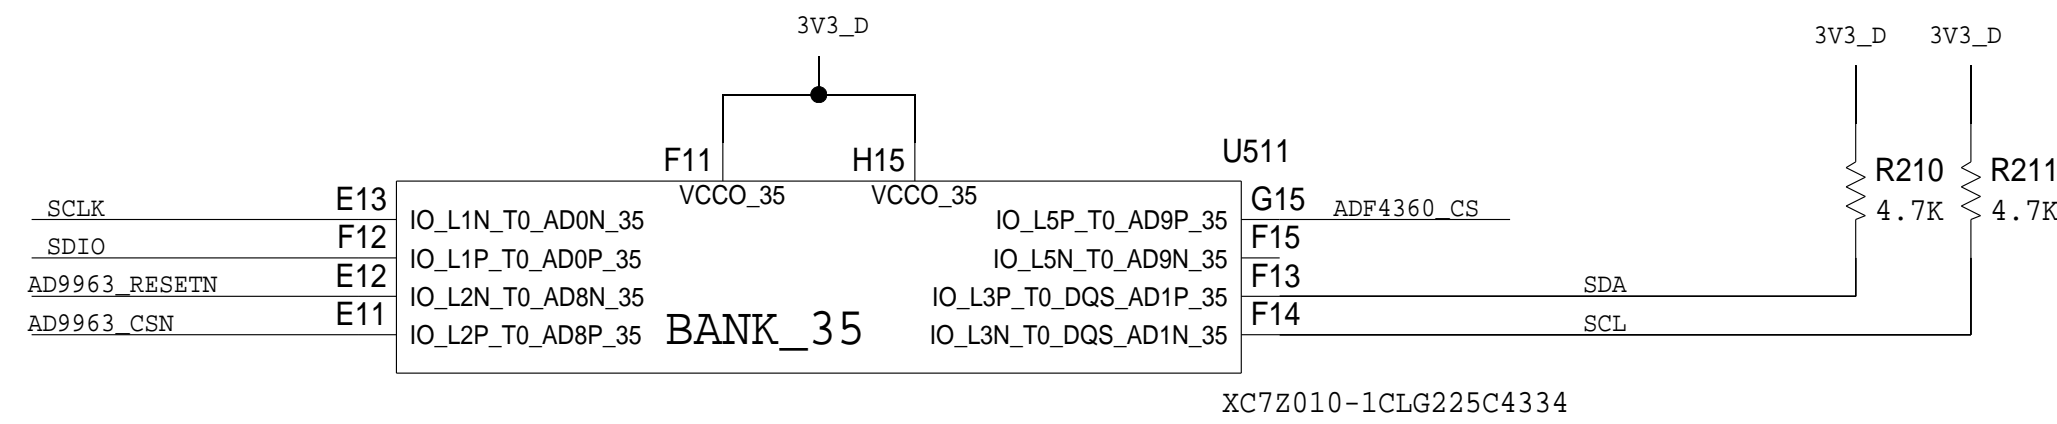 3V3_D
3V3_D 3V3_D
F11 H15 U511
VCCO_35 VCCO_35
R210 R211
4.7K 4.7K
SCLK E13 IO_L1N_T0_AD0N_35 IO_L5P_T0_AD9P_35 G15 ADF4360_CS
SDIO F12 IO_L1P_T0_AD0P_35 IO_L5N_T0_AD9N_35 F15
AD9963_RESETN E12 IO_L2N_T0_AD8N_35 IO_L3P_T0_DQS_AD1P_35 F13 SDA
AD9963_CSN E11 IO_L2P_T0_AD8P_35 BANK_35 IO_L3N_T0_DQS_AD1N_35 F14 SCL
XC7Z010-1CLG225C4334